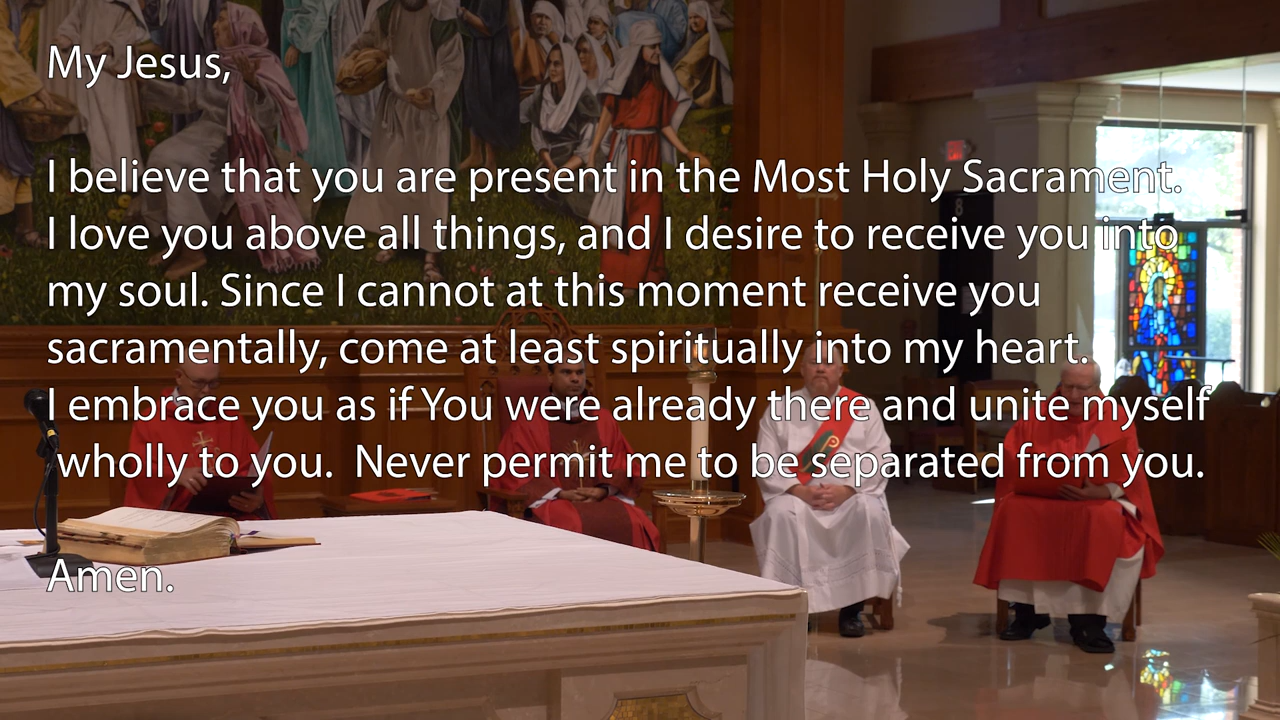 My Jesus,
I believe that you are present in the Most Holy Sacrament.
I love you above all things, and I desire to receive you into
my soul. Since I cannot at this moment receive you
sacramentally, come at least spiritually into my heart.
I embrace you as if You were already there and unite myself
wholly to you.  Never permit me to be separated from you.
Amen.
8